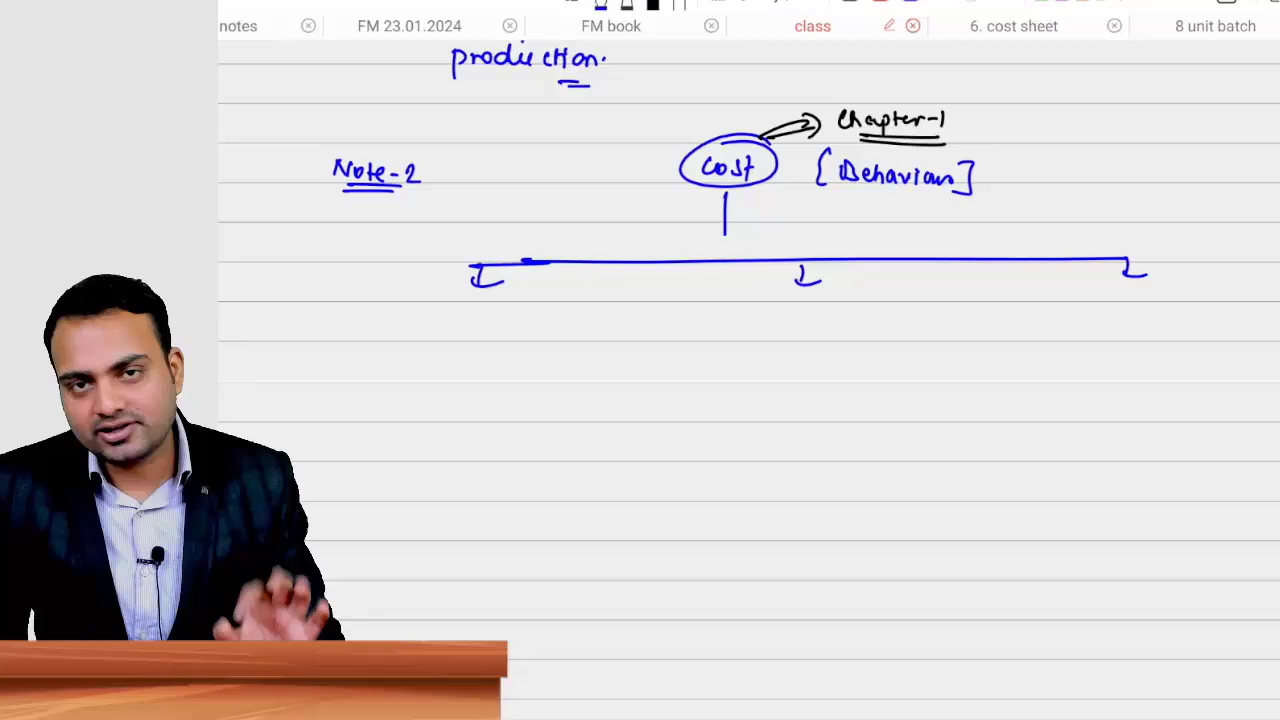 notes FM 23.01.2024 FM book class 6. cost sheet 8 unit batch
production.
Chapter-1
Note-2 Cost [Behaviour]